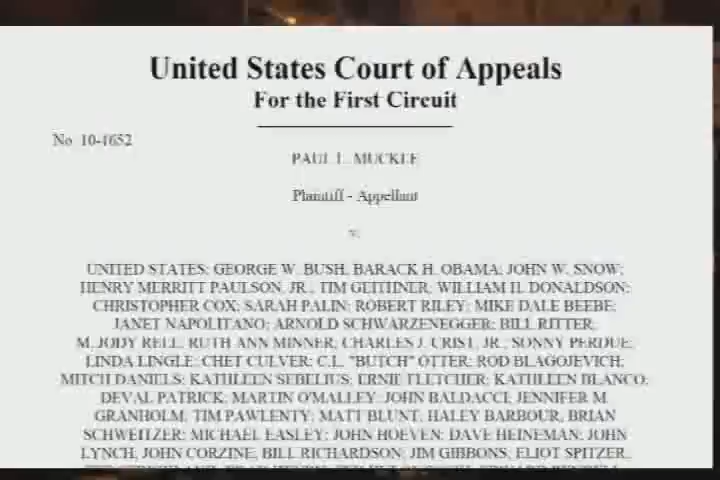 United States Court of Appeals
For the First Circuit
No. 10-1652
PAUL L. MUCKLE
Plaintiff - Appellant
v.
UNITED STATES; GEORGE W. BUSH; BARACK H. OBAMA; JOHN W. SNOW;
HENRY MERRITT PAULSON, JR.; TIM GEITHNER; WILLIAM H. DONALDSON;
CHRISTOPHER COX; SARAH PALIN; ROBERT RILEY; MIKE DALE BEEBE;
JANET NAPOLITANO; ARNOLD SCHWARZENEGGER; BILL RITTER;
M. JODY RELL; RUTH ANN MINNER; CHARLES J. CRIST, JR.; SONNY PERDUE;
LINDA LINGLE; CHET CULVER; C.L. "BUTCH" OTTER; ROD BLAGOJEVICH;
MITCH DANIELS; KATHLEEN SEBELIUS; ERNIE FLETCHER; KATHLEEN BLANCO;
DEVAL PATRICK; MARTIN O'MALLEY; JOHN BALDACCI; JENNIFER M.
GRANHOLM; TIM PAWLENTY; MATT BLUNT; HALEY BARBOUR; BRIAN
SCHWEITZER; MICHAEL EASLEY; JOHN HOEVEN; DAVE HEINEMAN; JOHN
LYNCH; JOHN CORZINE; BILL RICHARDSON; JIM GIBBONS; ELIOT SPITZER;